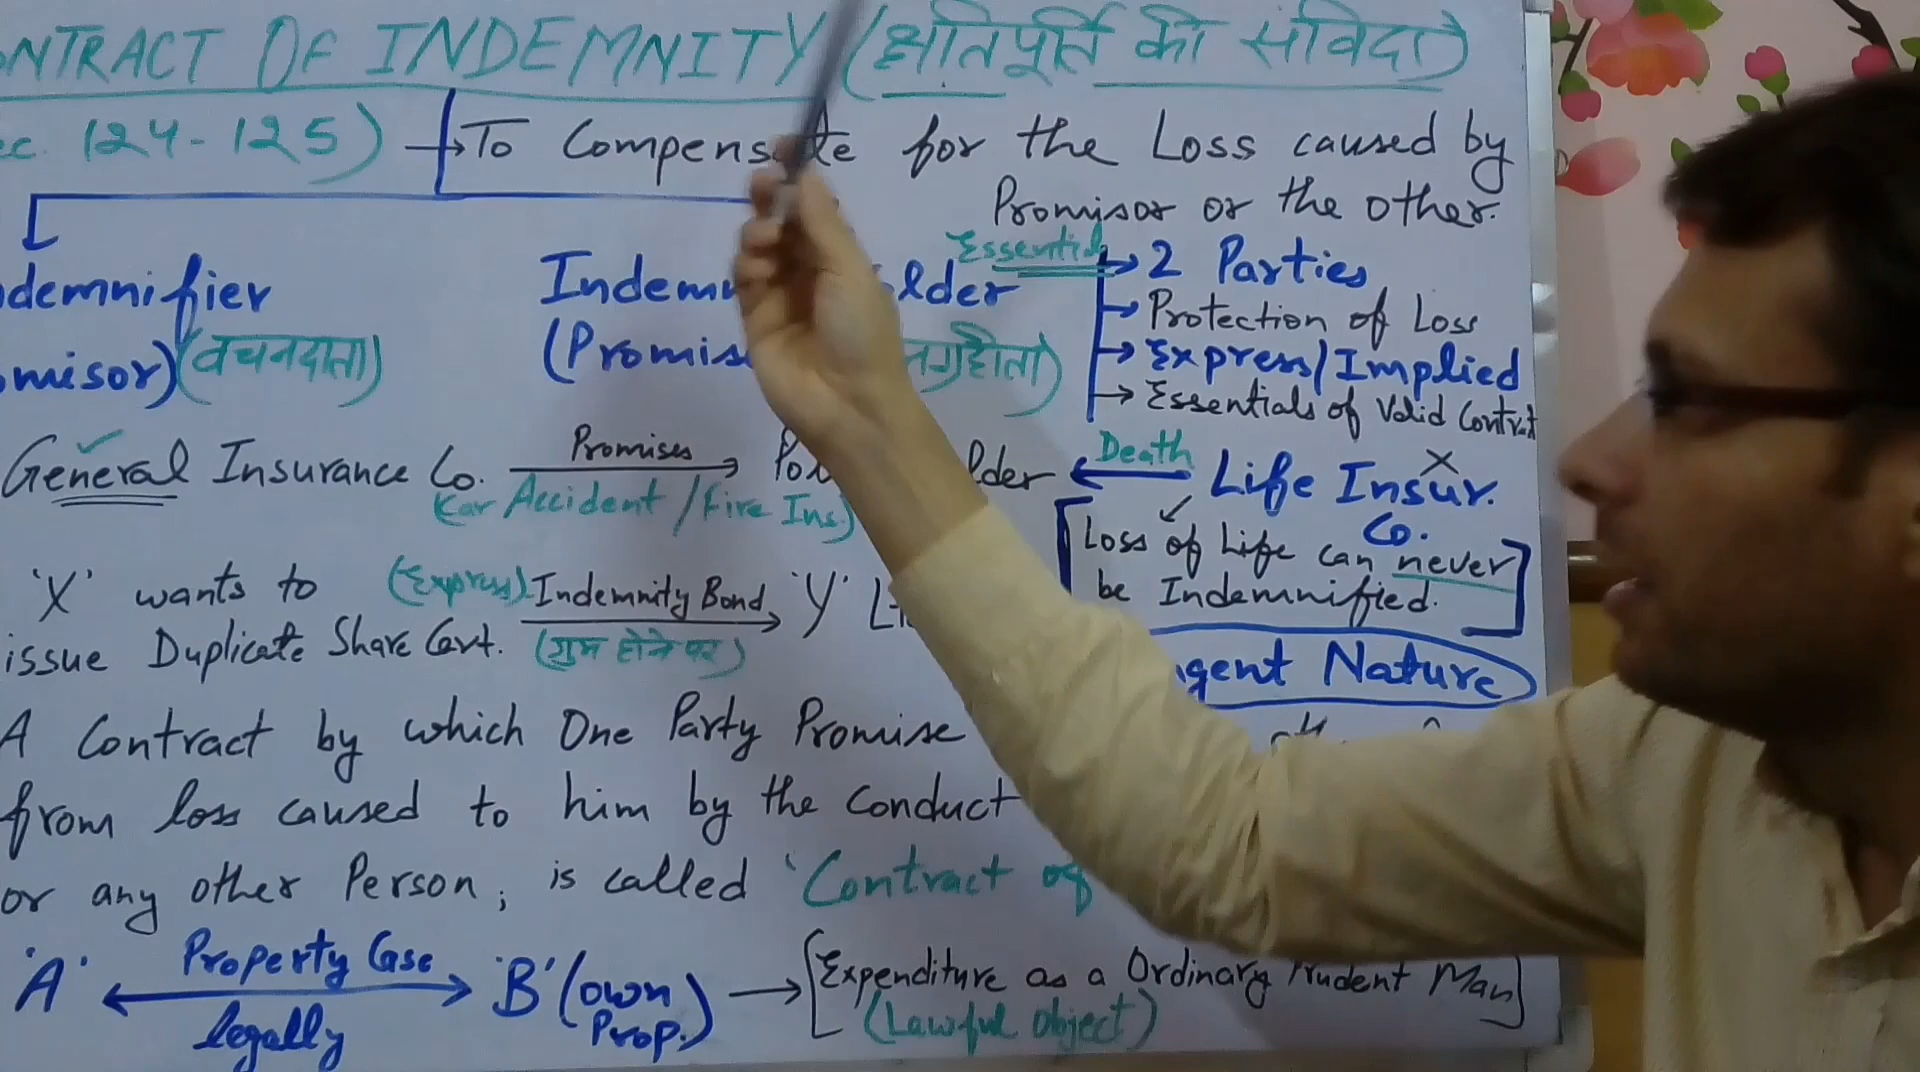 CONTRACT OF INDEMNITY (क्षतिपूर्ति की संविदा)
124-125) → To Compensate for the Loss caused by
Promisor or the other.
Essential → 2 Parties
demnifier Indem lder → Protection of Loss
misor) (वचनदाता) (Promis → Express/Implied
→ Essentials of Valid Contract
General Insurance Co. Promises → Death ← Life Insur. Co.
(Car Accident / Fire Ins.)
[Loss of Life can never
be Indemnified.]
'X' wants to (Express) Indemnity Bond → 'Y'
issue Duplicate Share Cert. (गुम होने पर)
gent Nature
A Contract by which One Party Promise
from loss caused to him by the Conduct
or any other Person, is called 'Contract of
'A' ↔ Property Case 'B' (own → [Expenditure as a Ordinary Prudent Man]
legally Prop.) (Lawful Object)